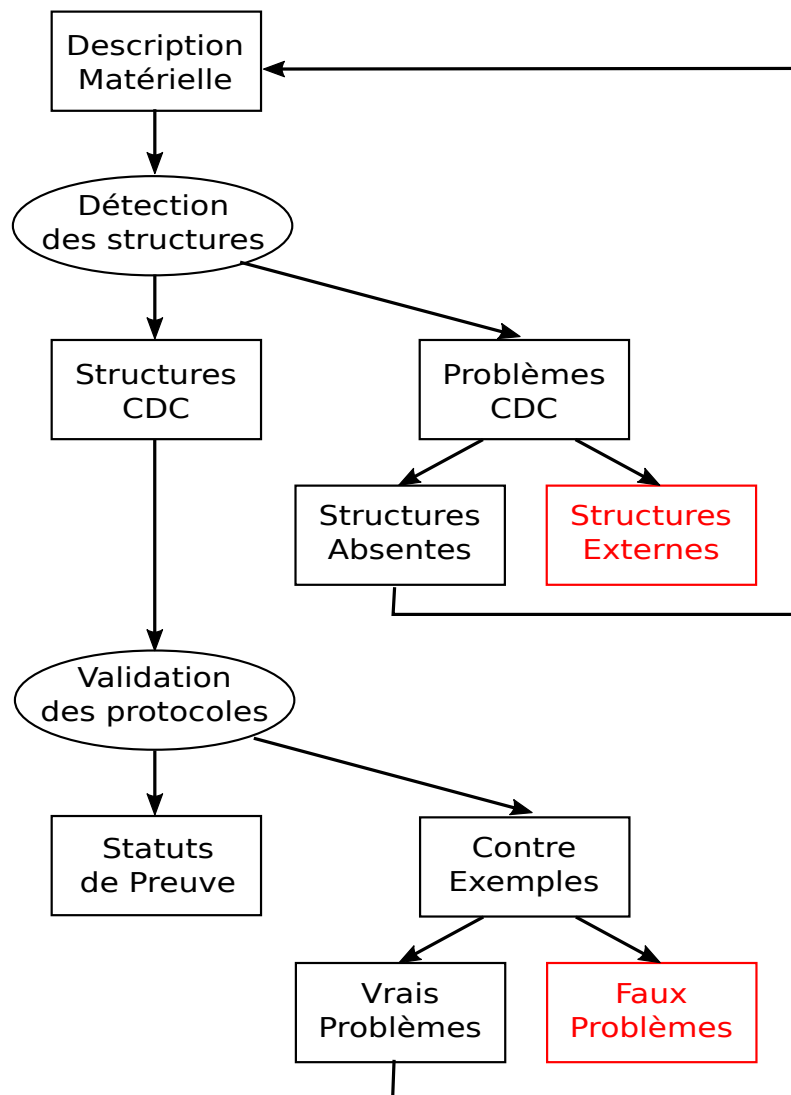 Description
Matérielle
Détection
des structures
Structures
CDC
Problèmes
CDC
Structures
Absentes
Structures
Externes
Validation
des protocoles
Statuts
de Preuve
Contre
Exemples
Vrais
Problèmes
Faux
Problèmes